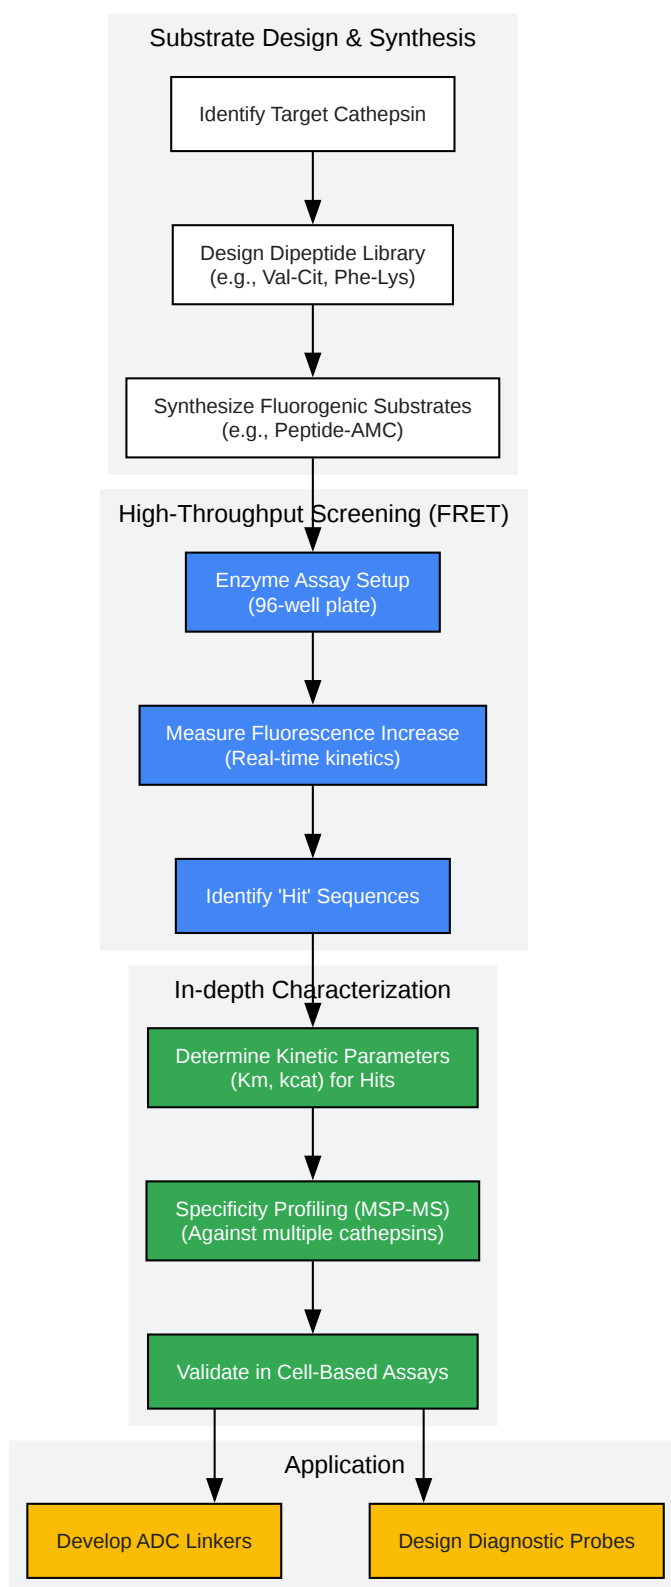 Substrate Design & Synthesis
Identify Target Cathepsin
Design Dipeptide Library
(e.g., Val-Cit, Phe-Lys)
Synthesize Fluorogenic Substrates
(e.g., Peptide-AMC)
High-Throughput Screening (FRET)
Enzyme Assay Setup
(96-well plate)
Measure Fluorescence Increase
(Real-time kinetics)
Identify 'Hit' Sequences
In-depth Characterization
Determine Kinetic Parameters
(Km, kcat) for Hits
Specificity Profiling (MSP-MS)
(Against multiple cathepsins)
Validate in Cell-Based Assays
Application
Develop ADC Linkers
Design Diagnostic Probes